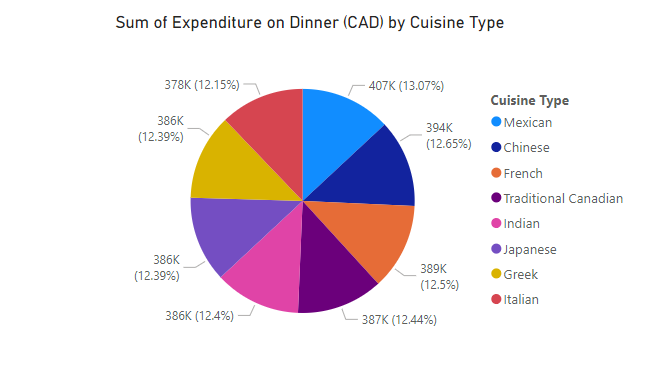 Sum of Expenditure on Dinner (CAD) by Cuisine Type
407K (13.07%)
394K
(12.65%)
389K
(12.5%)
387K (12.44%)
386K (12.4%)
386K
(12.39%)
386K
(12.39%)
378K (12.15%)
Cuisine Type
Mexican
Chinese
French
Traditional Canadian
Indian
Japanese
Greek
Italian